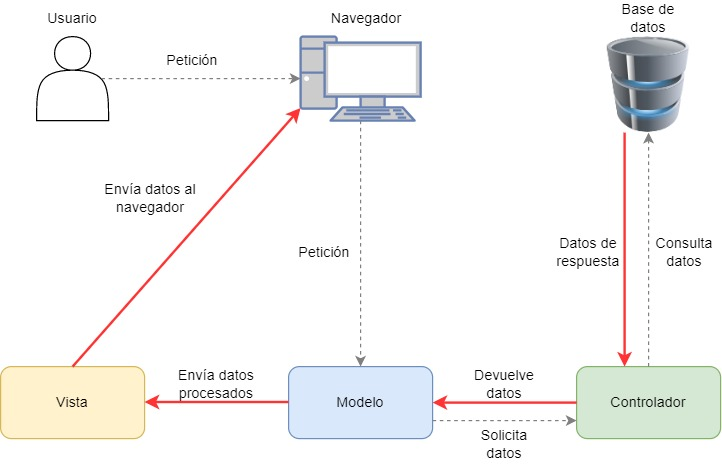 Usuario
Navegador
Base de
datos
Petición
Envía datos al
navegador
Petición
Datos de
respuesta
Consulta
datos
Vista
Envía datos
procesados
Modelo
Devuelve
datos
Solicita
datos
Controlador